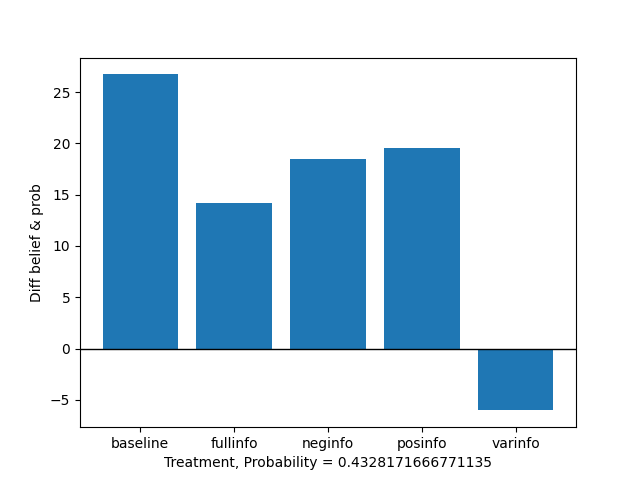 25
20
15
10
5
0
−5
Diff belief & prob
baseline fullinfo neginfo posinfo varinfo
Treatment, Probability = 0.4328171666771135